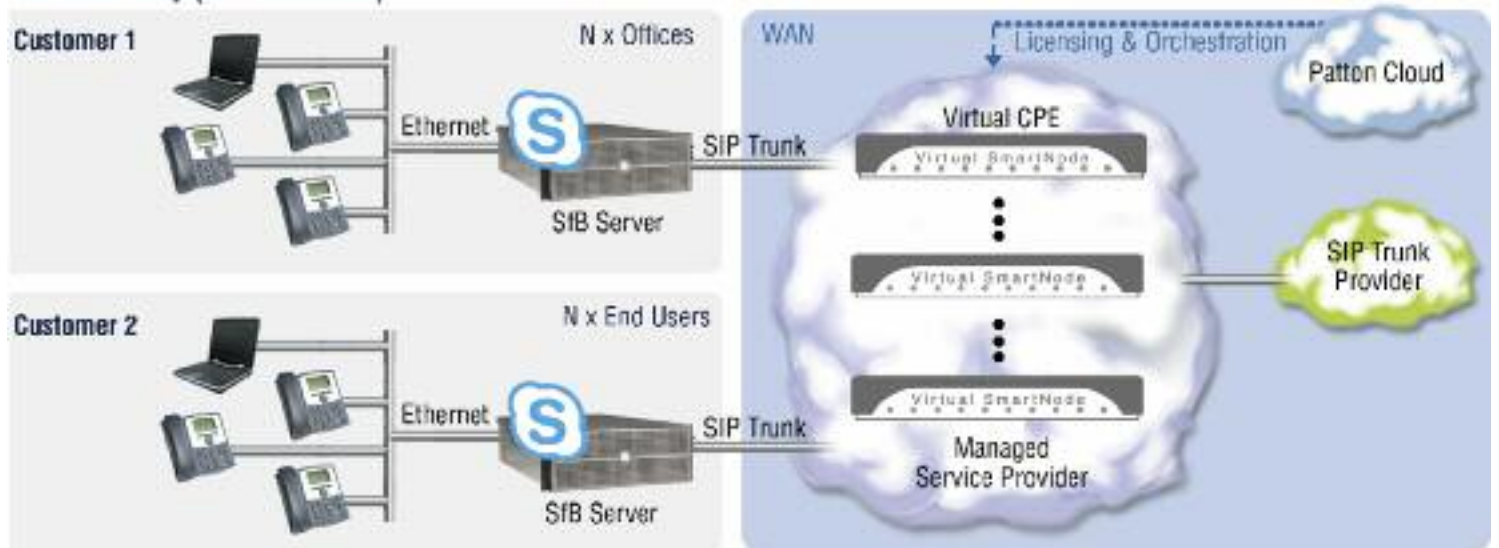 Customer 1
N x Offices
Ethernet
S
SIP Trunk
SfB Server
Customer 2
N x End Users
Ethernet
S
SIP Trunk
SfB Server
WAN
Licensing & Orchestration
Patton Cloud
Virtual CPE
Virtual SmartNode
Virtual SmartNode
Virtual SmartNode
Managed
Service Provider
SIP Trunk
Provider